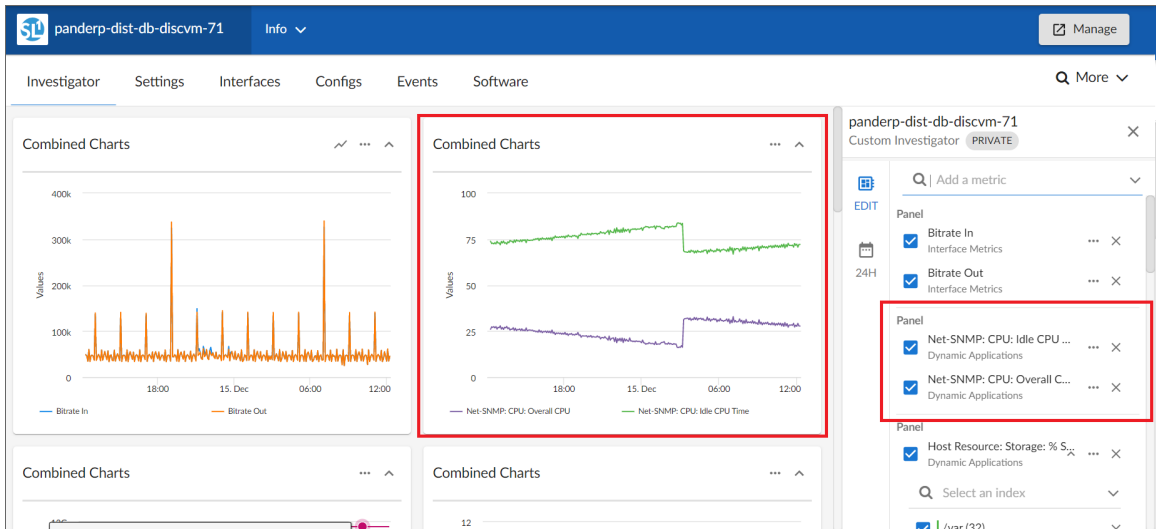 SL1 panderp-dist-db-discvm-71 Info Manage
Investigator Settings Interfaces Configs Events Software More
Combined Charts
400k
300k
200k
100k
0
Values
18:00 15. Dec 06:00 12:00
Bitrate In Bitrate Out
Combined Charts
100
75
50
25
0
Values
18:00 15. Dec 06:00 12:00
Net-SNMP: CPU: Overall CPU Net-SNMP: CPU: Idle CPU Time
Combined Charts
Combined Charts
12
panderp-dist-db-discvm-71
Custom Investigator PRIVATE
EDIT
24H
Add a metric
Panel
Bitrate In
Interface Metrics
Bitrate Out
Interface Metrics
Panel
Net-SNMP: CPU: Idle CPU ...
Dynamic Applications
Net-SNMP: CPU: Overall C...
Dynamic Applications
Panel
Host Resource: Storage: % S...
Dynamic Applications
Select an index
/var (32)